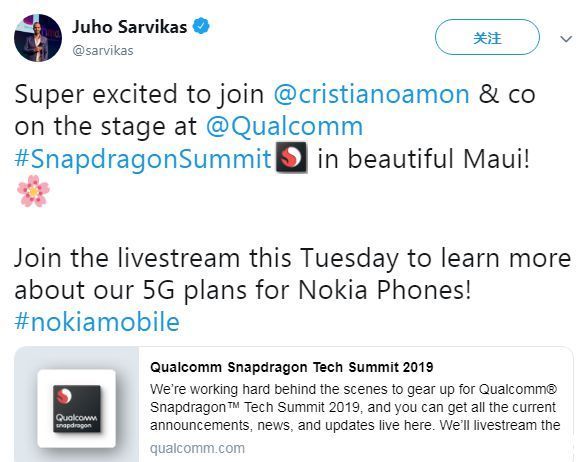 Juho Sarvikas
@sarvikas
关注
Super excited to join @cristianoamon & co
on the stage at @Qualcomm
#SnapdragonSummit in beautiful Maui!
Join the livestream this Tuesday to learn more
about our 5G plans for Nokia Phones!
#nokiamobile
Qualcomm
snapdragon
Qualcomm Snapdragon Tech Summit 2019
We’re working hard behind the scenes to gear up for Qualcomm®
Snapdragon™ Tech Summit 2019, and you can get all the current
announcements, news, and updates live here. We’ll livestream the
qualcomm.com